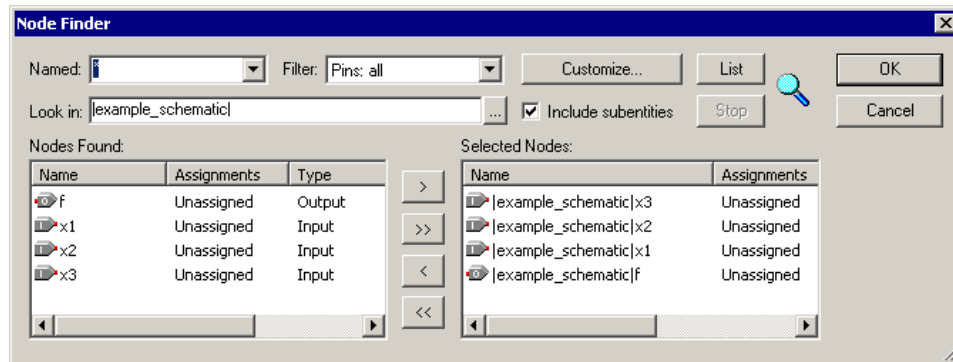 Node Finder
Named: * Filter: Pins: all Customize... List OK
Look in: |example_schematic| ... Include subentities Stop Cancel
Nodes Found: Selected Nodes:
Name Assignments Type > Name Assignments
f Unassigned Output |example_schematic|x3 Unassigned
x1 Unassigned Input >> |example_schematic|x2 Unassigned
x2 Unassigned Input < |example_schematic|x1 Unassigned
x3 Unassigned Input |example_schematic|f Unassigned
<<